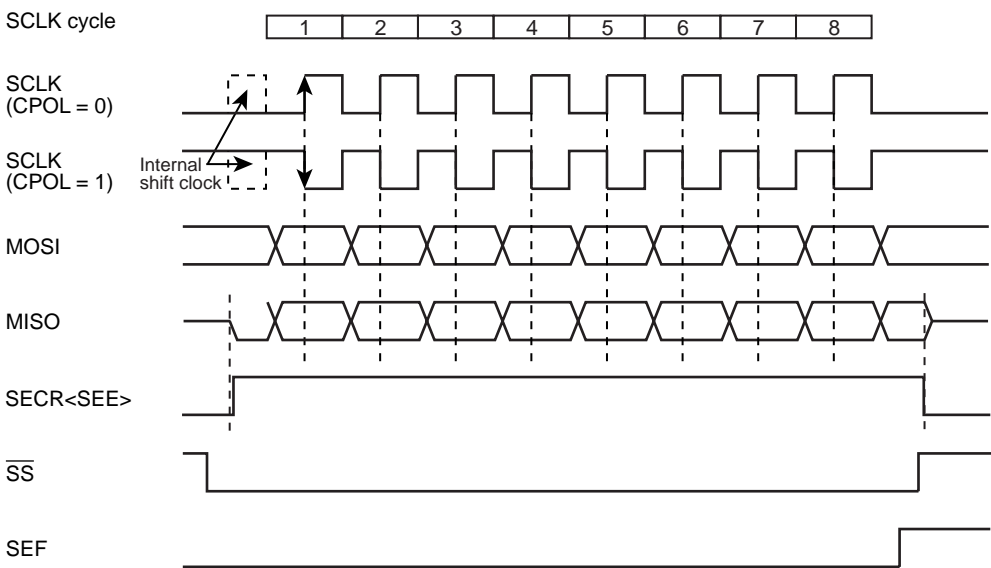 SCLK cycle
1 2 3 4 5 6 7 8
SCLK
(CPOL = 0)
SCLK
(CPOL = 1)
Internal
shift clock
MOSI
MISO
SECR<SEE>
SS
SEF